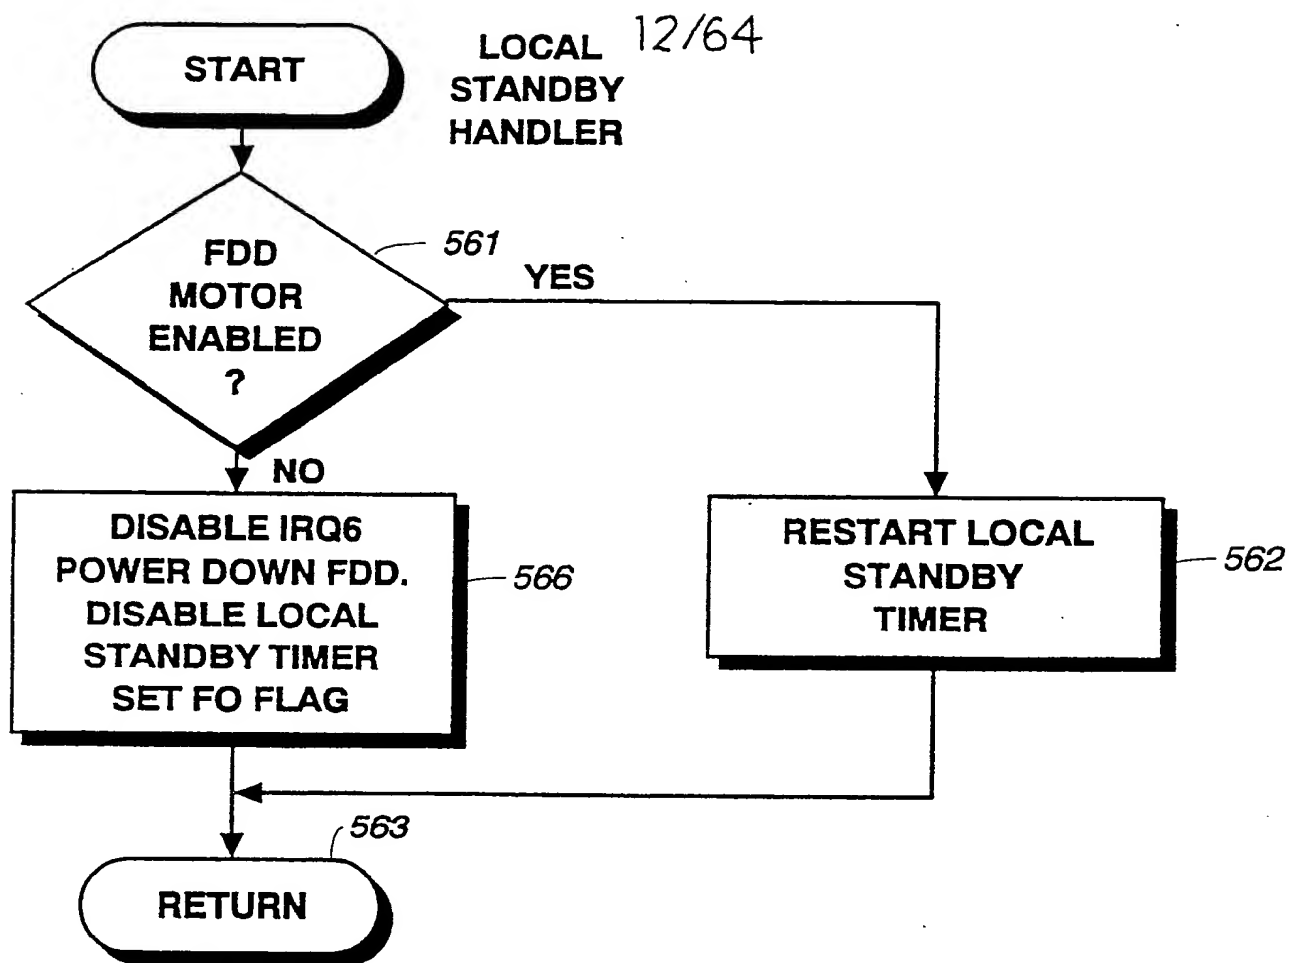 12/64
START
LOCAL
STANDBY
HANDLER
FDD
MOTOR
ENABLED
?
561
YES
NO
DISABLE IRQ6
POWER DOWN FDD.
DISABLE LOCAL
STANDBY TIMER
SET FO FLAG
566
RESTART LOCAL
STANDBY
TIMER
562
563
RETURN